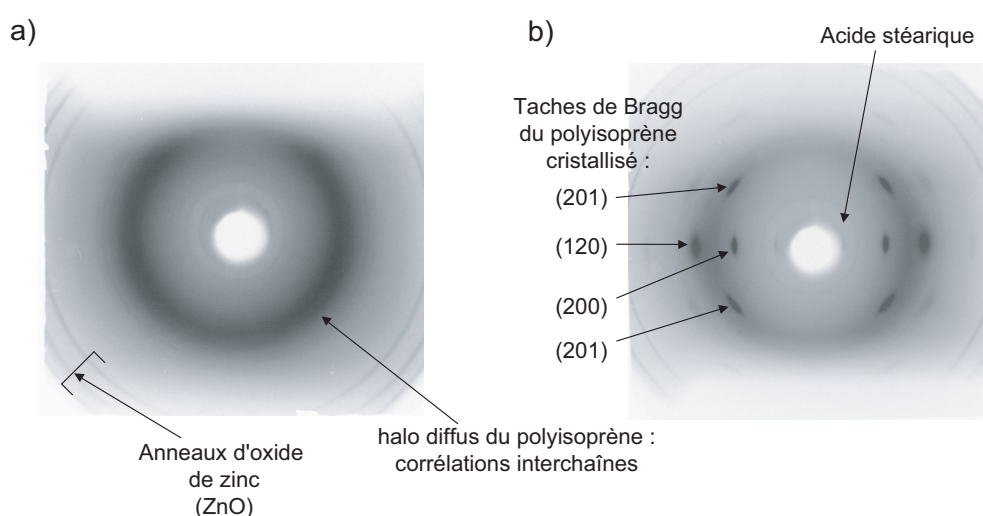 a)
Anneaux d'oxide
de zinc
(ZnO)
halo diffus du polyisoprène :
corrélations interchaînes
b)
Acide stéarique
Taches de Bragg
du polyisoprène
cristallisé :
(201)
(120)
(200)
(201)